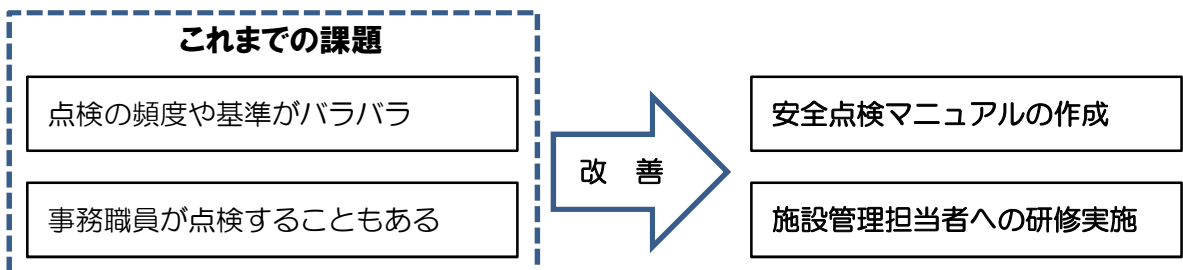 これまでの課題
点検の頻度や基準がバラバラ
事務職員が点検することもある
改 善
安全点検マニュアルの作成
施設管理担当者への研修実施